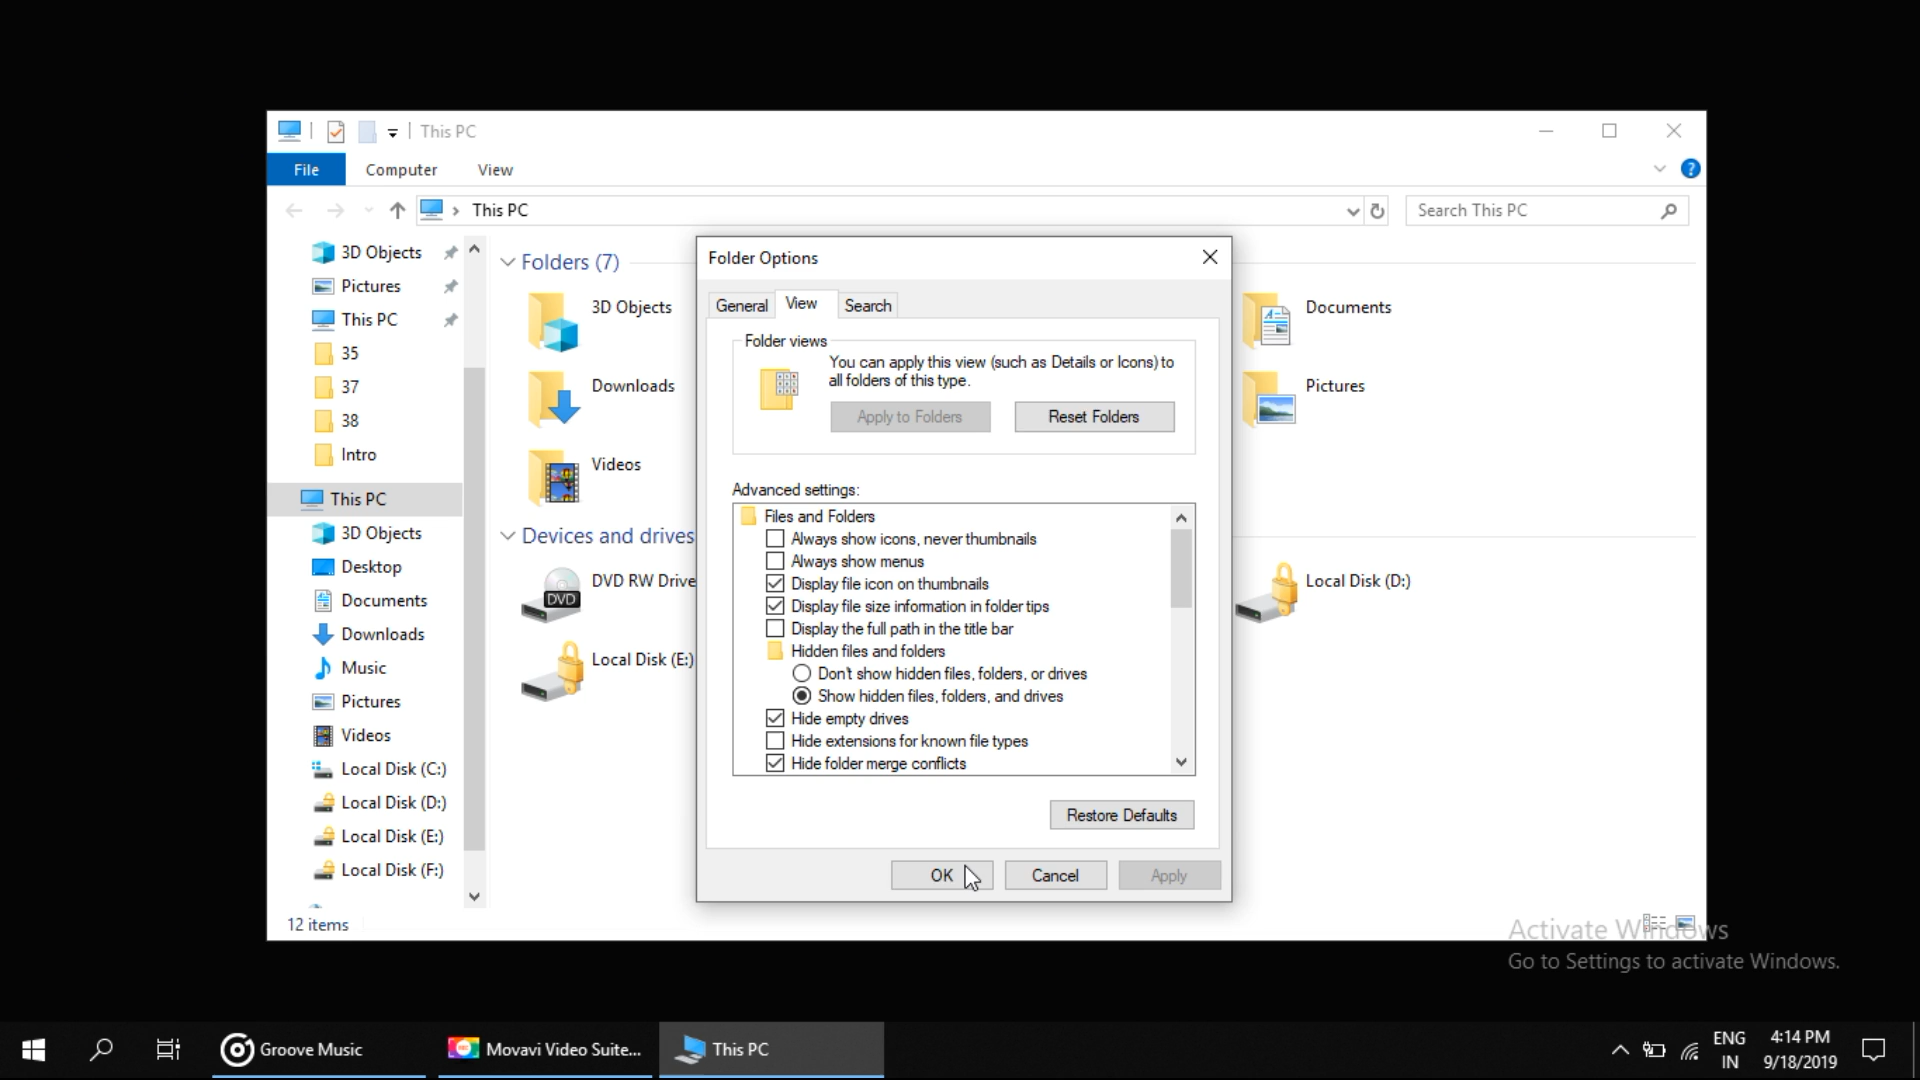 This PC
File
Computer
View
This PC
Search This PC
3D Objects
Pictures
This PC
35
37
38
Intro
This PC
3D Objects
Desktop
Documents
Downloads
Music
Pictures
Videos
Local Disk (C:)
Local Disk (D:)
Local Disk (E:)
Local Disk (F:)
12 items
Folders (7)
3D Objects
Downloads
Videos
Documents
Pictures
Devices and drives
DVD RW Drive
Local Disk (E:)
Local Disk (D:)
Folder Options
General
View
Search
Folder views
You can apply this view (such as Details or Icons) to
all folders of this type.
Apply to Folders
Reset Folders
Advanced settings:
Files and Folders
Always show icons, never thumbnails
Always show menus
Display file icon on thumbnails
Display file size information in folder tips
Display the full path in the title bar
Hidden files and folders
Don't show hidden files, folders, or drives
Show hidden files, folders, and drives
Hide empty drives
Hide extensions for known file types
Hide folder merge conflicts
Restore Defaults
OK
Cancel
Apply
Activate Windows
Go to Settings to activate Windows.
Groove Music
Movavi Video Suite...
This PC
ENG
IN
4:14 PM
9/18/2019